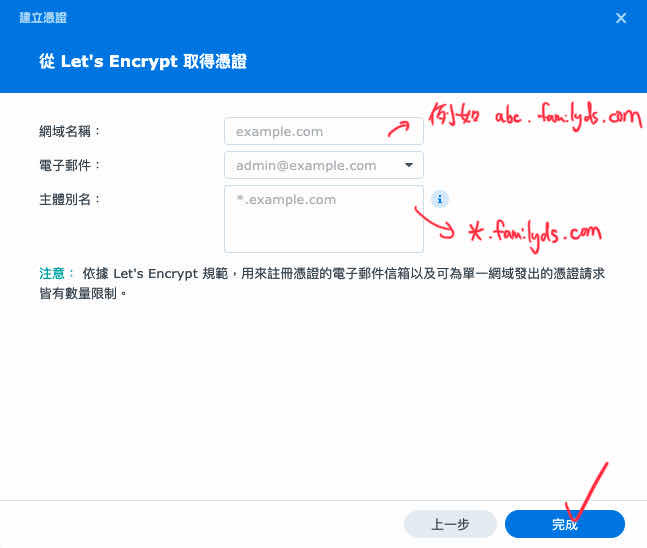 建立憑證
從 Let's Encrypt 取得憑證
網域名稱： example.com 例如 abc.familyds.com
電子郵件： admin@example.com
主體別名： *.example.com
*.familyds.com
注意： 依據 Let's Encrypt 規範，用來註冊憑證的電子郵件信箱以及可為單一網域發出的憑證請求
皆有數量限制。
上一步 完成